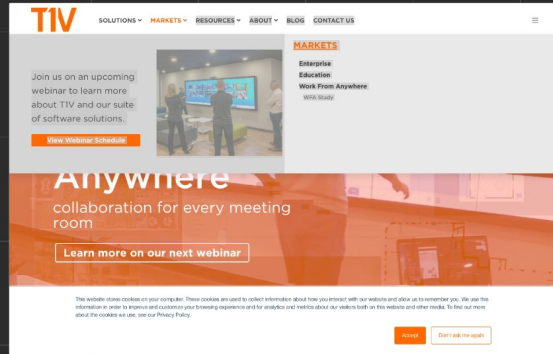 T1V
SOLUTIONS MARKETS RESOURCES ABOUT BLOG CONTACT US
Join us on an upcoming
webinar to learn more
about T1V and our suite
of software solutions.
View Webinar Schedule
MARKETS
Enterprise
Education
Work From Anywhere
WFA Study
Anywhere
collaboration for every meeting
room
Learn more on our next webinar
This website stores cookies on your computer. These cookies are used to collect information about how you interact with our website and allow us to remember you. We use this
information in order to improve and customize your browsing experience and for analytics and metrics about our visitors both on this website and other media. To find out more
about the cookies we use, see our Privacy Policy.
Accept
Don't ask me again